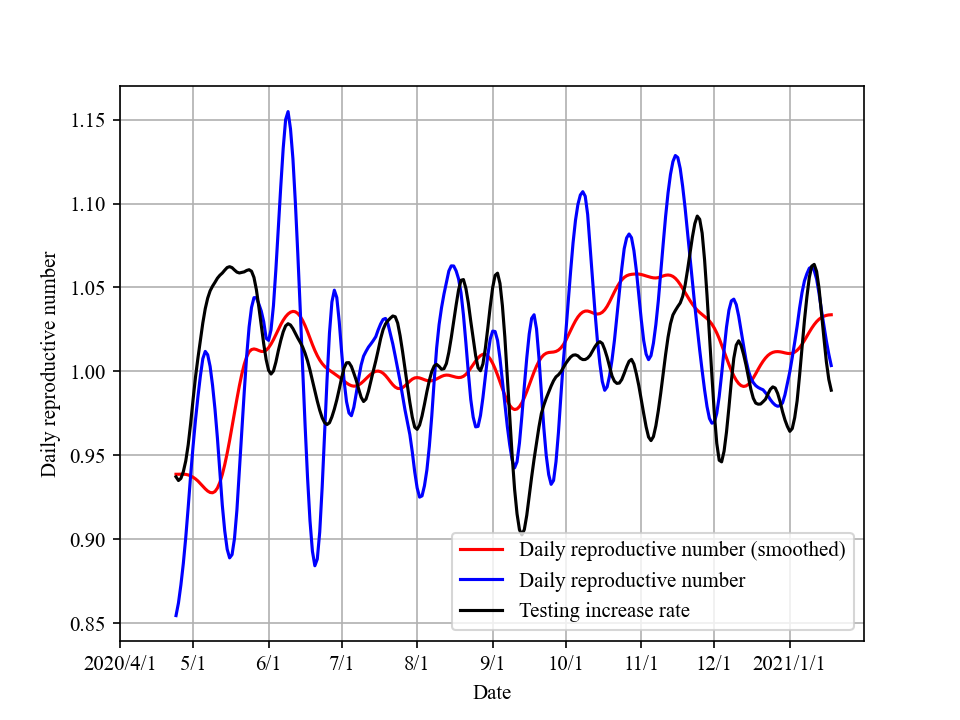 Daily reproductive number
1.15
1.10
1.05
1.00
0.95
0.90
0.85
Daily reproductive number (smoothed)
Daily reproductive number
Testing increase rate
2020/4/1 5/1 6/1 7/1 8/1 9/1 10/1 11/1 12/1 2021/1/1
Date